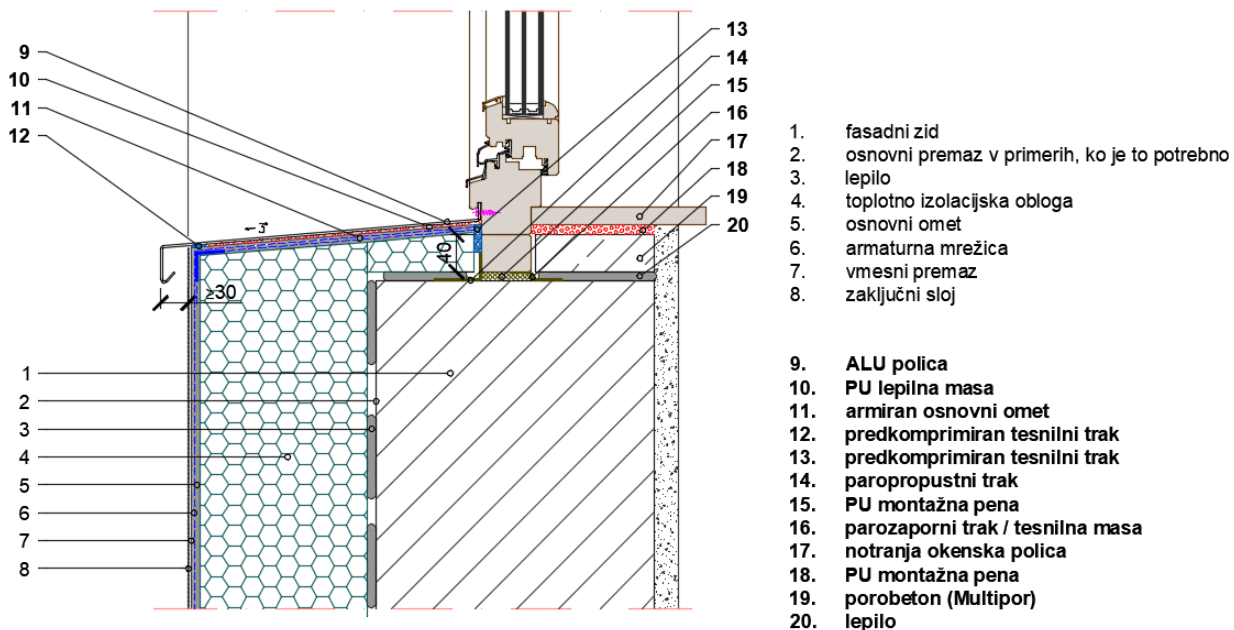 9
10
11
12
13
14
15
16
17
18
19
20
3°
40
≥30
1
2
3
4
5
6
7
8
1. fasadni zid
2. osnovni premaz v primerih, ko je to potrebno
3. lepilo
4. toplotno izolacijska obloga
5. osnovni omet
6. armaturna mrežica
7. vmesni premaz
8. zaključni sloj
9. ALU polica
10. PU lepilna masa
11. armiran osnovni omet
12. predkomprimiran tesnilni trak
13. predkomprimiran tesnilni trak
14. paropropustni trak
15. PU montažna pena
16. parozaporni trak / tesnilna masa
17. notranja okenska polica
18. PU montažna pena
19. porobeton (Multipor)
20. lepilo